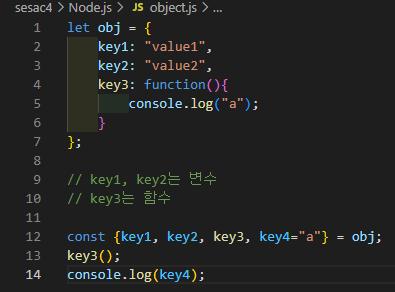 sesac4 > Node.js > JS object.js > ...
1 let obj = {
2 key1: "value1",
3 key2: "value2",
4 key3: function(){
5 console.log("a");
6 }
7 };
8
9 // key1, key2는 변수
10 // key3는 함수
11
12 const {key1, key2, key3, key4="a"} = obj;
13 key3();
14 console.log(key4);